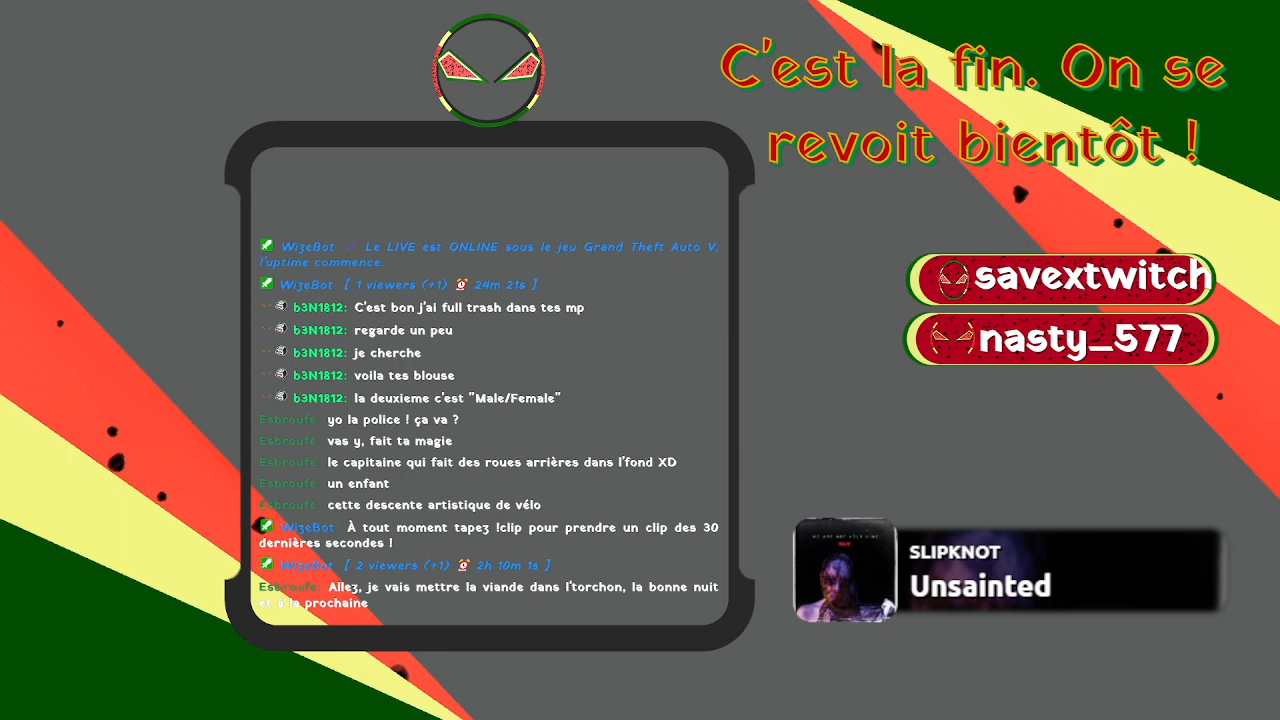 C'est la fin. On se
revoit bientôt !
WizeBot ✓ Le LIVE est ONLINE sous le jeu Grand Theft Auto V,
l'uptime commence.
WizeBot [ 1 viewers (+1) ⏰ 24m 21s ]
b3N1812: C'est bon j'ai full trash dans tes mp
b3N1812: regarde un peu
b3N1812: je cherche
b3N1812: voila tes blouse
b3N1812: la deuxieme c'est "Male/Female"
Esbroufe: yo la police ! ça va ?
Esbroufe: vas y, fait ta magie
Esbroufe: le capitaine qui fait des roues arrières dans l'fond XD
Esbroufe: un enfant
Esbroufe: cette descente artistique de vélo
WizeBot: À tout moment tapez !clip pour prendre un clip des 30
dernières secondes !
WizeBot [ 2 viewers (+1) ⏰ 2h 10m 1s ]
Esbroufe: Allez, je vais mettre la viande dans l'torchon, la bonne nuit
et à la prochaine
savextwitch
nasty_577
WE ARE NOT YOUR KIND
SLIPKNOT
Unsainted